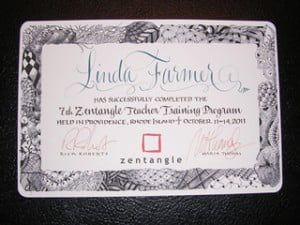 Linda Farmer
HAS SUCCESSFULLY COMPLETED THE
7th Zentangle Teacher Training Program
HELD IN PROVIDENCE, RHODE ISLAND † OCTOBER 11-14, 2011
RICK ROBERTS
MARIA THOMAS
zentangle